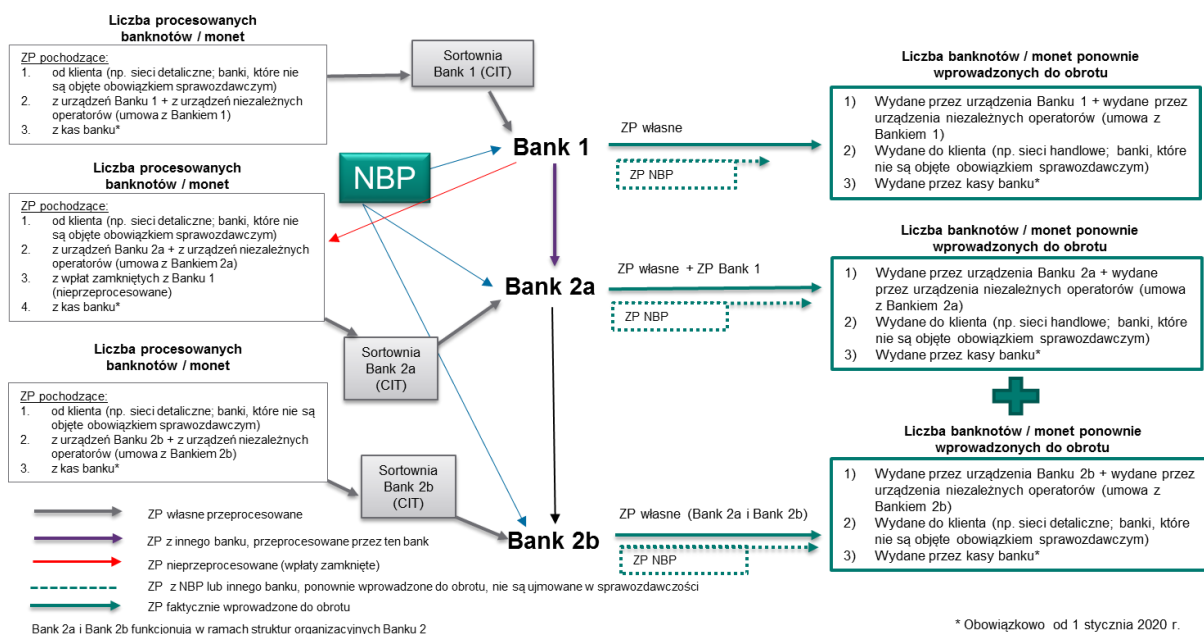 Liczba procesowanych
banknotów / monet
ZP pochodzące:
1. od klienta (np. sieci detaliczne; banki, które nie
są objęte obowiązkiem sprawozdawczym)
2. z urządzeń Banku 1 + z urządzeń niezależnych
operatorów (umowa z Bankiem 1)
3. z kas banku*
Sortownia
Bank 1 (CIT)
Bank 1
NBP
ZP własne
ZP NBP
Liczba banknotów / monet ponownie
wprowadzonych do obrotu
1) Wydane przez urządzenia Banku 1 + wydane przez
urządzenia niezależnych operatorów (umowa z
Bankiem 1)
2) Wydane do klienta (np. sieci handlowe; banki, które
nie są objęte obowiązkiem sprawozdawczym)
3) Wydane przez kasy banku*
Liczba procesowanych
banknotów / monet
ZP pochodzące:
1. od klienta (np. sieci detaliczne; banki, które nie
są objęte obowiązkiem sprawozdawczym)
2. z urządzeń Banku 2a + z urządzeń niezależnych
operatorów (umowa z Bankiem 2a)
3. z wpłat zamkniętych z Banku 1
(nieprzeprocesowane)
4. z kas banku*
Sortownia
Bank 2a
(CIT)
Bank 2a
ZP własne + ZP Bank 1
ZP NBP
Liczba banknotów / monet ponownie
wprowadzonych do obrotu
1) Wydane przez urządzenia Banku 2a + wydane
przez urządzenia niezależnych operatorów (umowa
z Bankiem 2a)
2) Wydane do klienta (np. sieci handlowe; banki, które
nie są objęte obowiązkiem sprawozdawczym)
3) Wydane przez kasy banku*
Liczba procesowanych
banknotów / monet
ZP pochodzące:
1. od klienta (np. sieci detaliczne; banki, które nie są
objęte obowiązkiem sprawozdawczym)
2. z urządzeń Banku 2b + z urządzeń niezależnych
operatorów (umowa z Bankiem 2b)
3. z kas banku*
Sortownia
Bank 2b
(CIT)
Bank 2b
ZP własne (Bank 2a i Bank 2b)
ZP NBP
Liczba banknotów / monet ponownie
wprowadzonych do obrotu
1) Wydane przez urządzenia Banku 2b + wydane przez
urządzenia niezależnych operatorów (umowa z
Bankiem 2b)
2) Wydane do klienta (np. sieci detaliczne; banki, które
nie są objęte obowiązkiem sprawozdawczym)
3) Wydane przez kasy banku*
ZP własne przeprocesowane
ZP z innego banku, przeprocesowane przez ten bank
ZP nieprzeprocesowane (wpłaty zamknięte)
ZP z NBP lub innego banku, ponownie wprowadzone do obrotu, nie są ujmowane w sprawozdawczości
ZP faktycznie wprowadzone do obrotu
Bank 2a i Bank 2b funkcjonują w ramach struktur organizacyjnych Banku 2
* Obowiązkowo od 1 stycznia 2020 r.